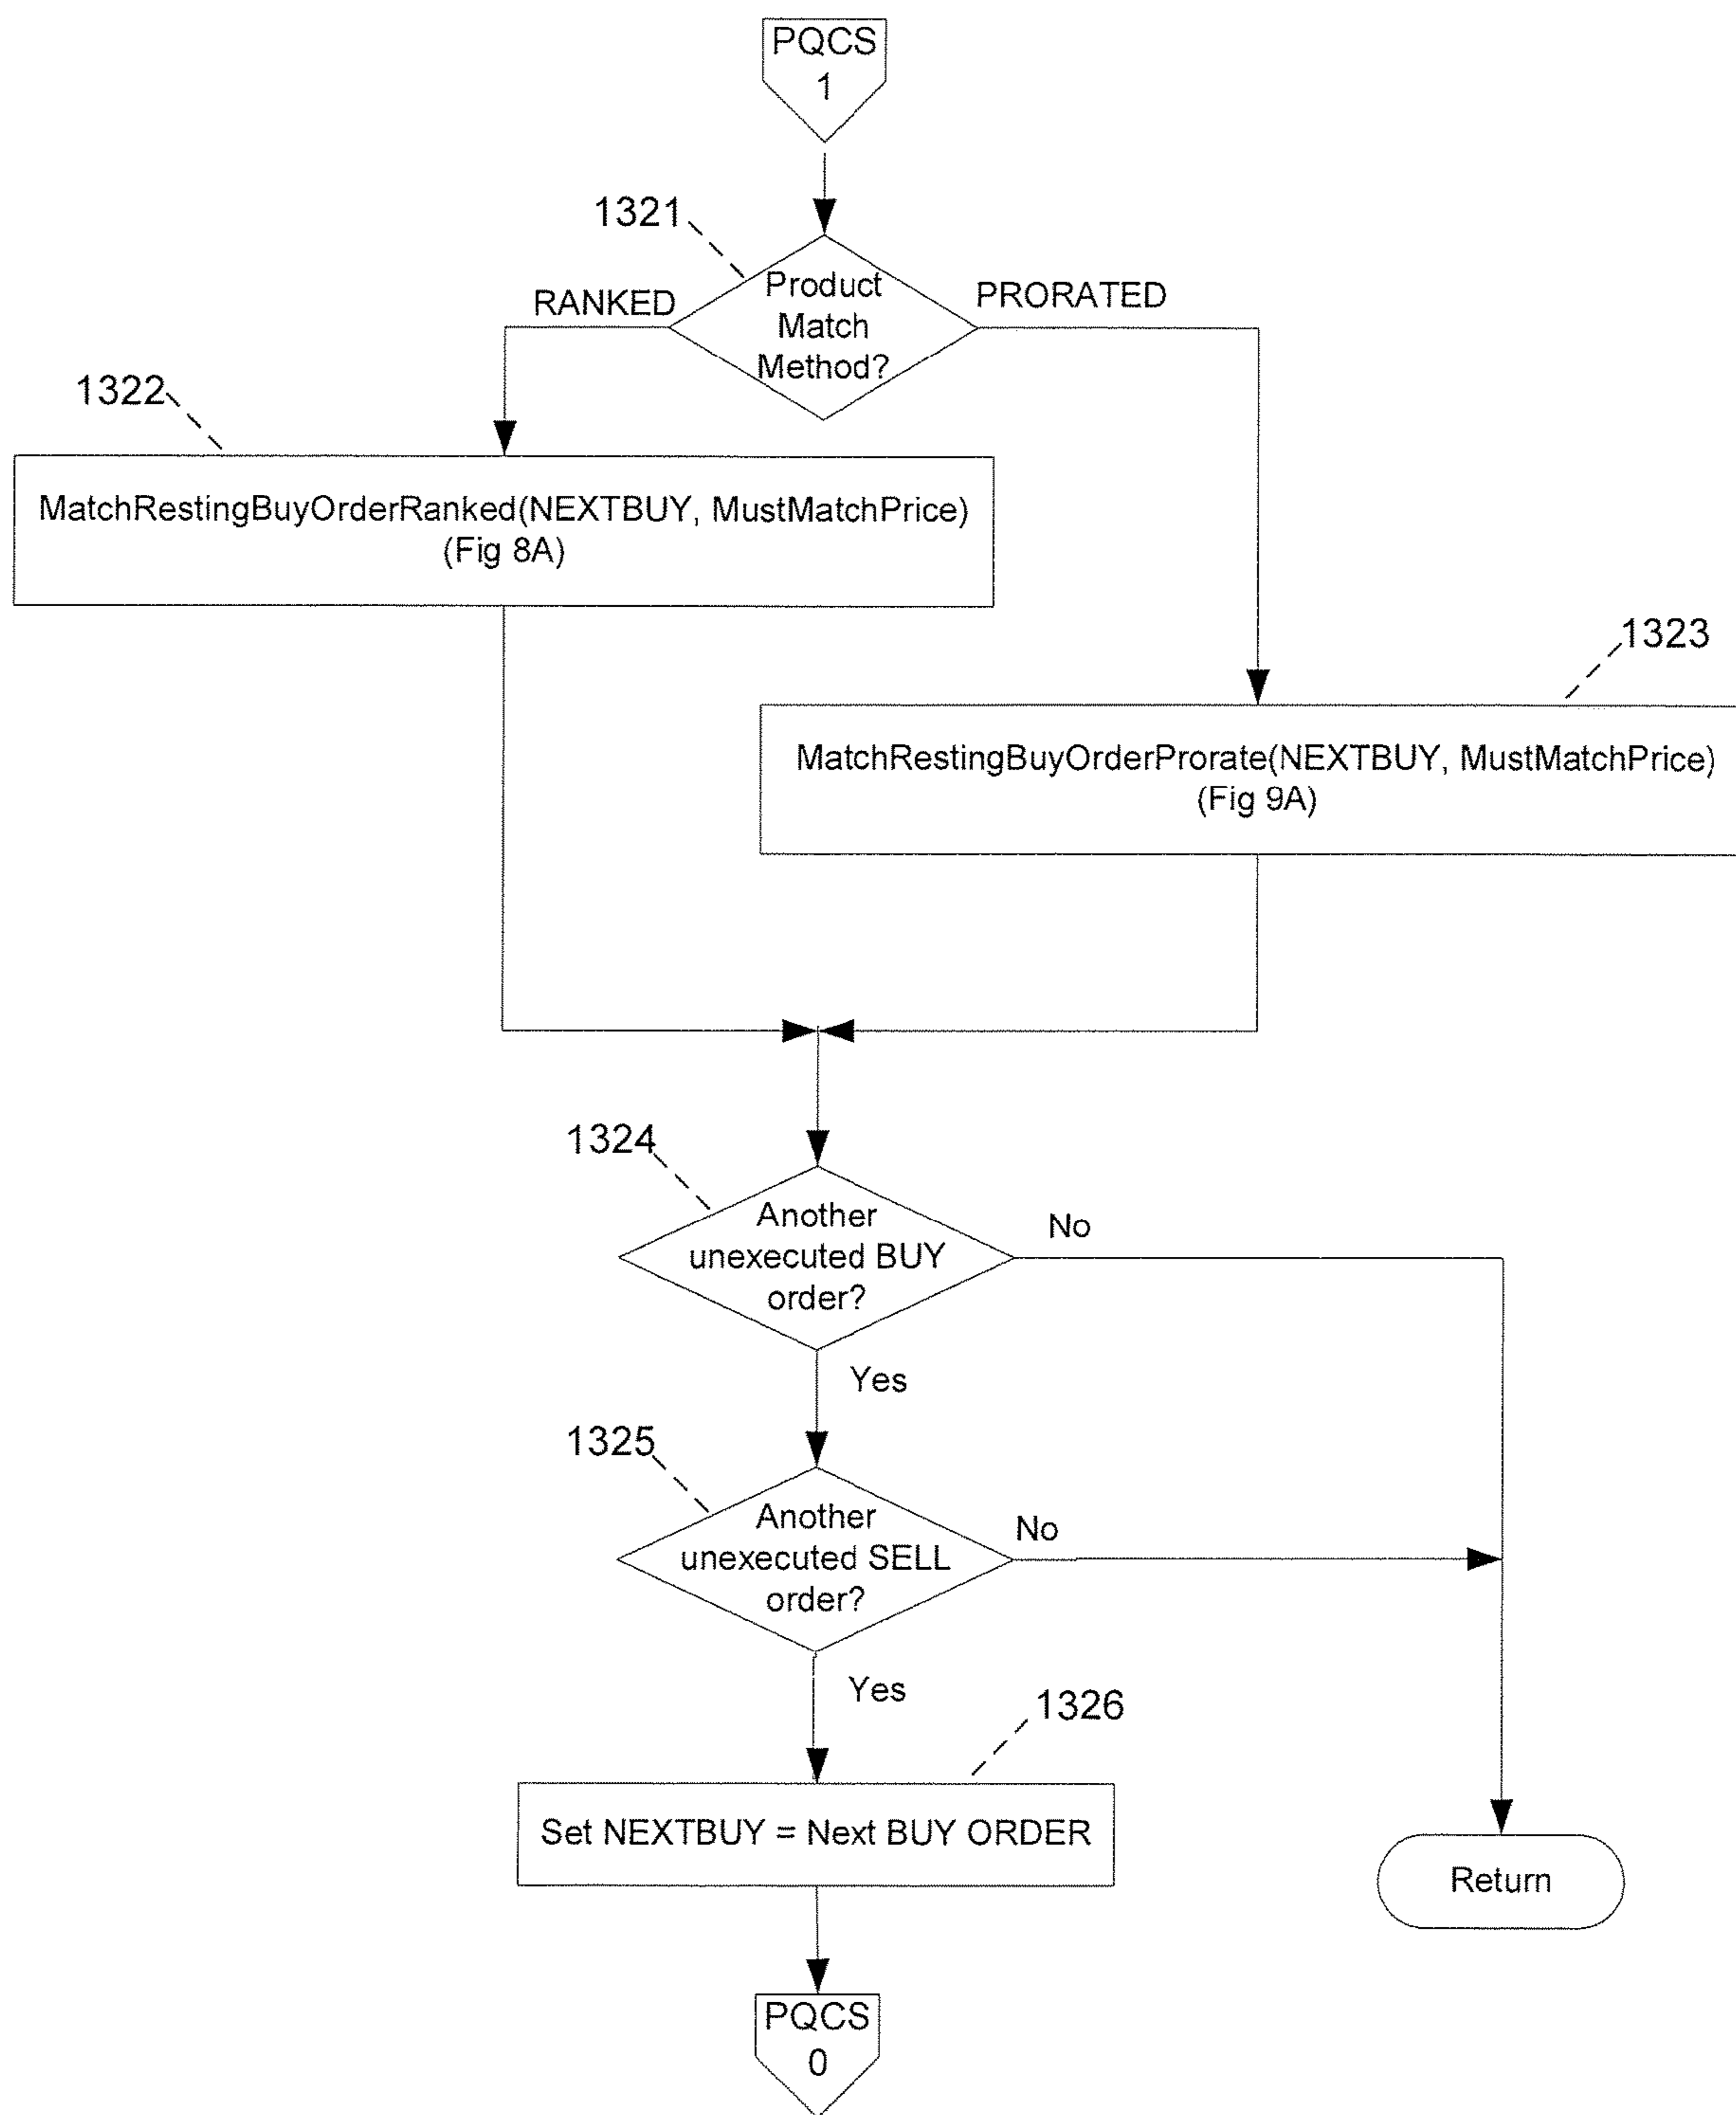 PQCS
1
1321
Product
Match
Method?
RANKED
PRORATED
1322
MatchRestingBuyOrderRanked(NEXTBUY, MustMatchPrice)
(Fig 8A)
1323
MatchRestingBuyOrderProrate(NEXTBUY, MustMatchPrice)
(Fig 9A)
1324
Another
unexecuted BUY
order?
No
Yes
1325
Another
unexecuted SELL
order?
No
Yes
1326
Set NEXTBUY = Next BUY ORDER
Return
PQCS
0